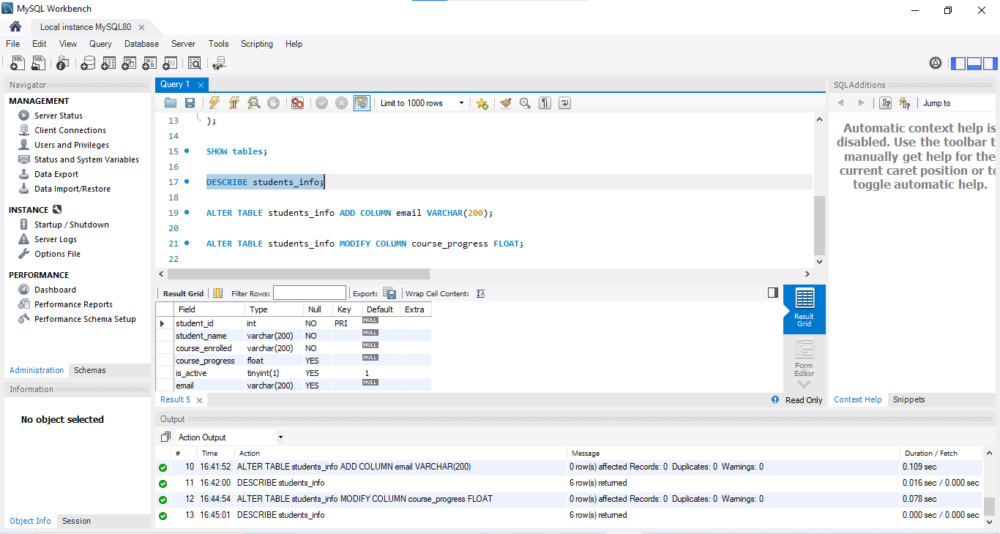 MySQL Workbench
Local instance MySQL80
File Edit View Query Database Server Tools Scripting Help
Navigator
MANAGEMENT
Server Status
Client Connections
Users and Privileges
Status and System Variables
Data Export
Data Import/Restore
INSTANCE
Startup / Shutdown
Server Logs
Options File
PERFORMANCE
Dashboard
Performance Reports
Performance Schema Setup
Administration Schemas
Information
No object selected
Object Info Session
Query 1
Limit to 1000 rows
13 );
14
15 SHOW tables;
16
17 DESCRIBE students_info;
18
19 ALTER TABLE students_info ADD COLUMN email VARCHAR(200);
20
21 ALTER TABLE students_info MODIFY COLUMN course_progress FLOAT;
22
Result Grid Filter Rows: Export: Wrap Cell Content:
Field Type Null Key Default Extra
student_id int NO PRI NULL
student_name varchar(200) NO NULL
course_enrolled varchar(200) NO NULL
course_progress float YES NULL
is_active tinyint(1) YES 1
email varchar(200) YES NULL
Result
Grid
Form
Editor
Result 5
Read Only
SQLAdditions
Jump to
Automatic context help is
disabled. Use the toolbar t
manually get help for the
current caret position or to
toggle automatic help.
Context Help Snippets
Output
Action Output
# Time Action Message Duration / Fetch
10 16:41:52 ALTER TABLE students_info ADD COLUMN email VARCHAR(200) 0 row(s) affected Records: 0 Duplicates: 0 Warnings: 0 0.109 sec
11 16:42:00 DESCRIBE students_info 6 row(s) returned 0.016 sec / 0.000 sec
12 16:44:54 ALTER TABLE students_info MODIFY COLUMN course_progress FLOAT 0 row(s) affected Records: 0 Duplicates: 0 Warnings: 0 0.078 sec
13 16:45:01 DESCRIBE students_info 6 row(s) returned 0.000 sec / 0.000 sec